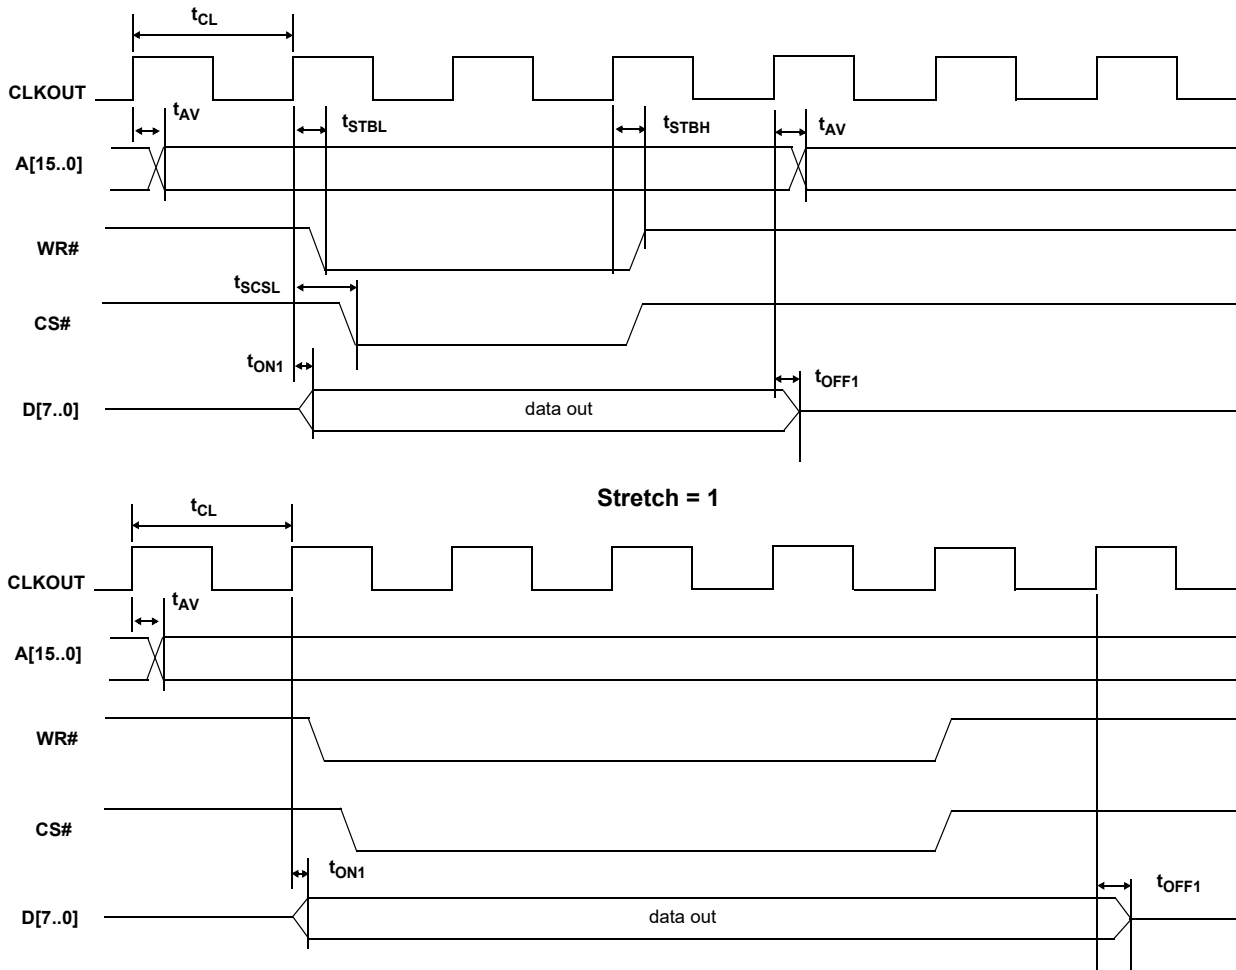 tCL
CLKOUT
tAV
tSTBL
tSTBH
tAV
A[15..0]
WR#
tSCSL
CS#
tON1
tOFF1
D[7..0]
data out
Stretch = 1
tCL
CLKOUT
tAV
A[15..0]
WR#
CS#
tON1
tOFF1
D[7..0]
data out